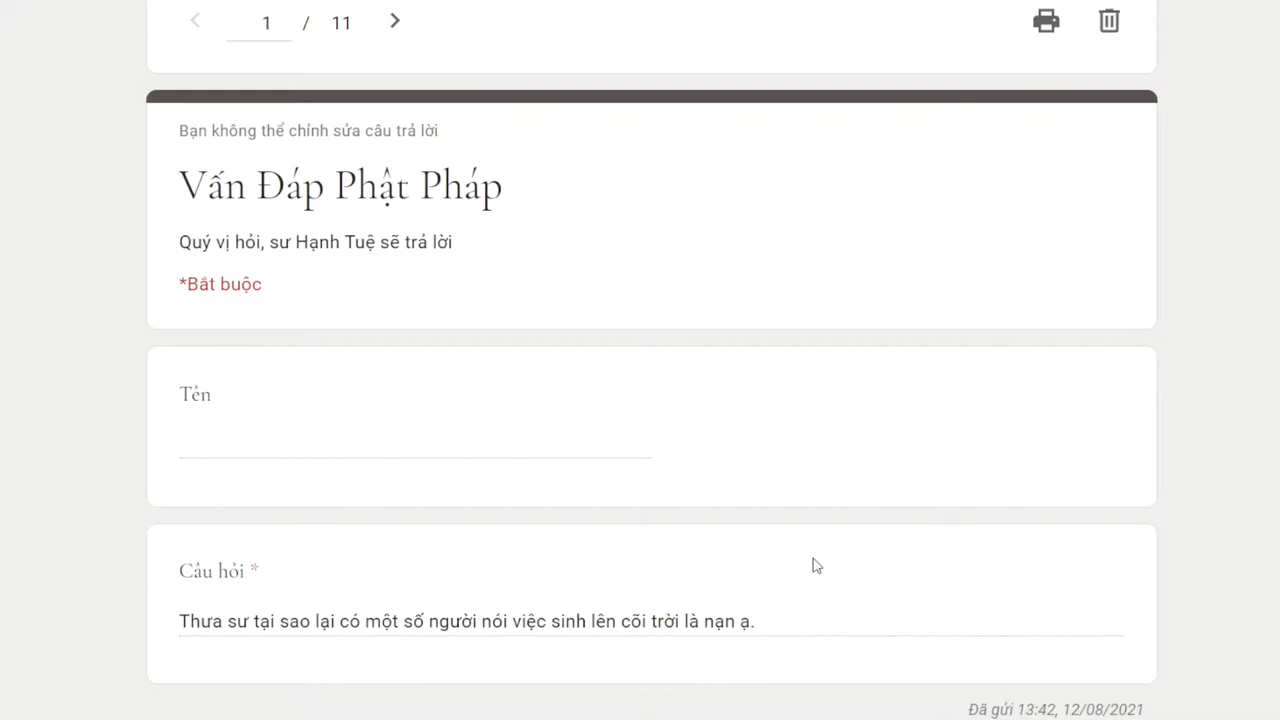 1 / 11
Bạn không thể chỉnh sửa câu trả lời
Vấn Đáp Phật Pháp
Quý vị hỏi, sư Hạnh Tuệ sẽ trả lời
*Bắt buộc
Tên
Câu hỏi *
Thưa sư tại sao lại có một số người nói việc sinh lên cõi trời là nạn ạ.
Đã gửi 13:42, 12/08/2021